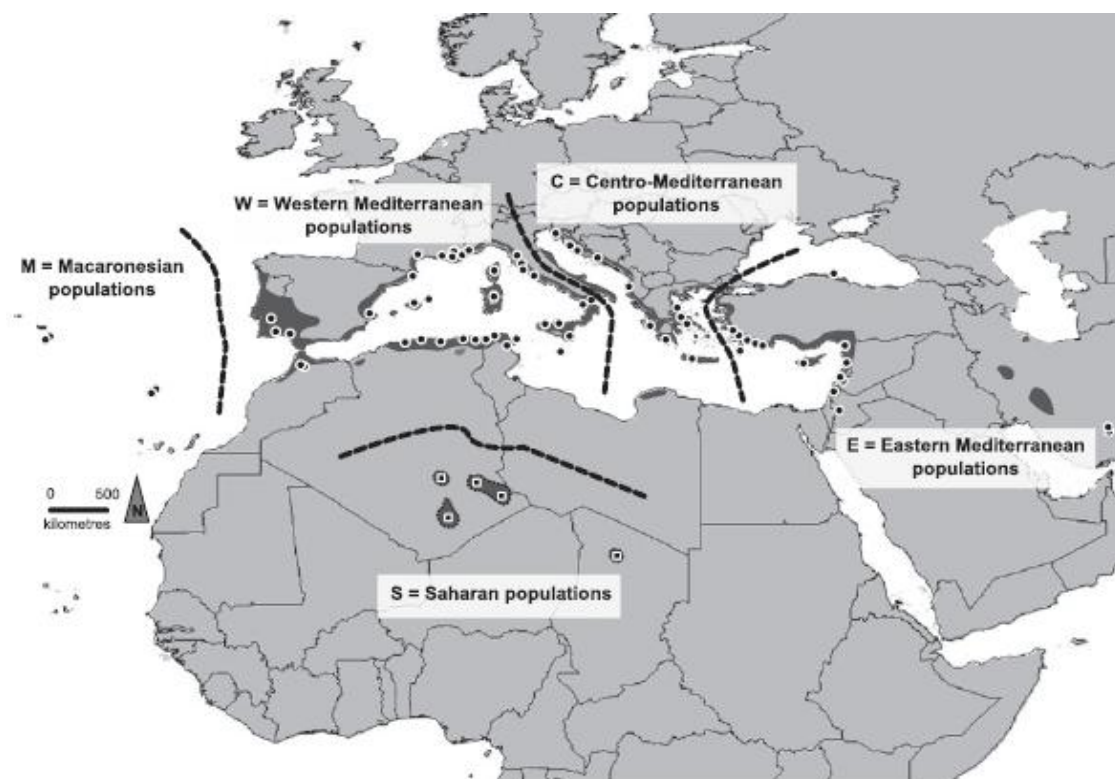 C = Centro-Mediterranean
populations
W = Western Mediterranean
populations
M = Macaronesian
populations
E = Eastern Mediterranean
populations
0 500
kilometres
N
S = Saharan populations